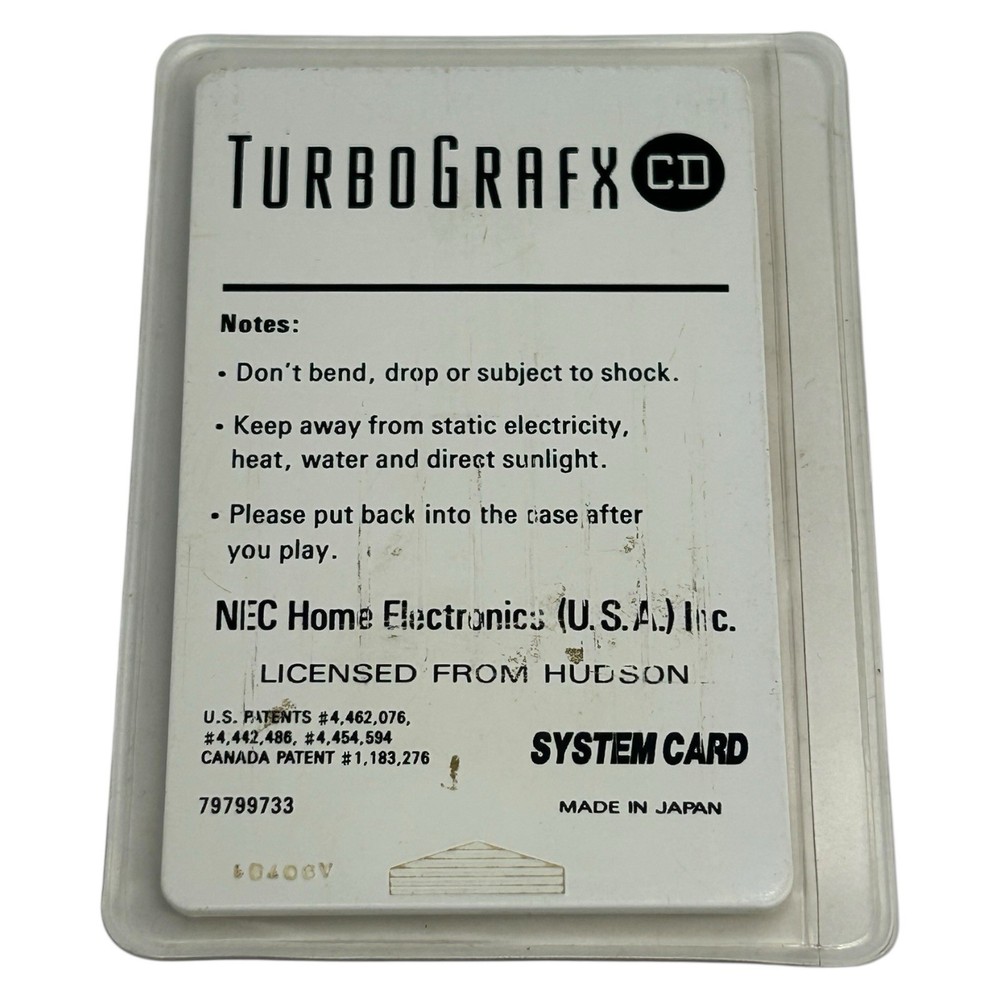 TURBOGRAFX CD
Notes:
• Don't bend, drop or subject to shock.
• Keep away from static electricity,
heat, water and direct sunlight.
• Please put back into the case after
you play.
NEC Home Electronics (U.S.A.) Inc.
LICENSED FROM HUDSON
U.S. PATENTS #4,462,076,
#4,442,486, #4,454,594
CANADA PATENT #1,183,276
SYSTEM CARD
79799733
MADE IN JAPAN